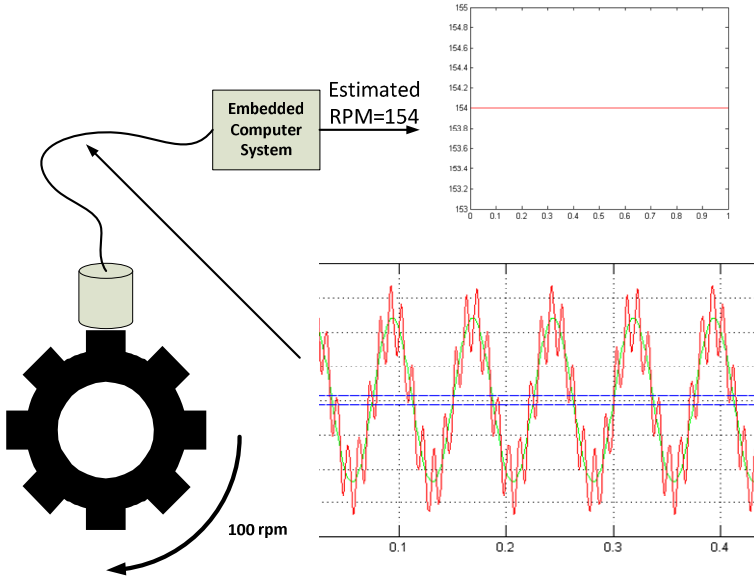 Estimated
RPM=154
Embedded
Computer
System
155
154.8
154.6
154.4
154.2
154
153.8
153.6
153.4
153.2
153
0 0.1 0.2 0.3 0.4 0.5 0.6 0.7 0.8 0.9 1
100 rpm
0.1 0.2 0.3 0.4